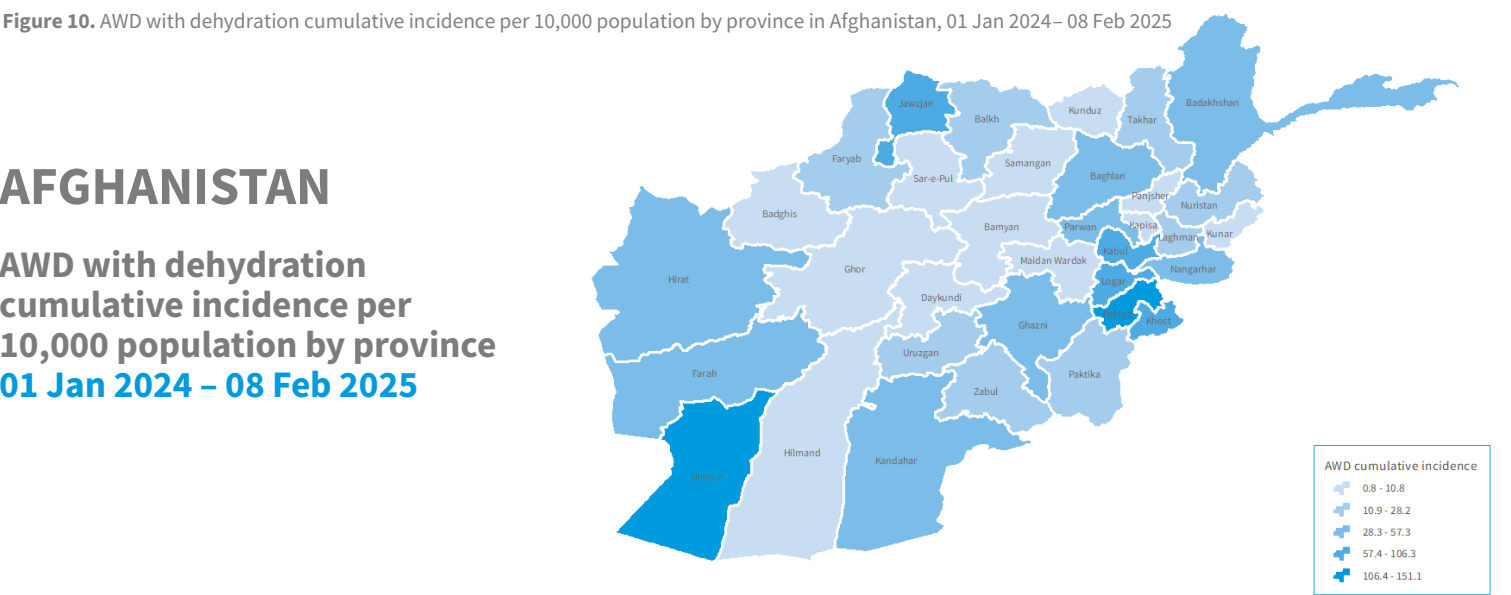 Figure 10. AWD with dehydration cumulative incidence per 10,000 population by province in Afghanistan, 01 Jan 2024– 08 Feb 2025
AFGHANISTAN
AWD with dehydration
cumulative incidence per
10,000 population by province
01 Jan 2024 – 08 Feb 2025
Jawzjan
Balkh
Kunduz
Takhar
Badakhshan
Faryab
Sar-e-Pul
Samangan
Baghlan
Panjsher
Nuristan
Badghis
Bamyan
Parwan
Kapisa
Laghman
Kunar
Hirat
Ghor
Maidan Wardak
Kabul
Nangarhar
Daykundi
Logar
Paktya
Khost
Ghazni
Uruzgan
Farah
Zabul
Paktika
Nimroz
Hilmand
Kandahar
AWD cumulative incidence
0.8 - 10.8
10.9 - 28.2
28.3 - 57.3
57.4 - 106.3
106.4 - 151.1